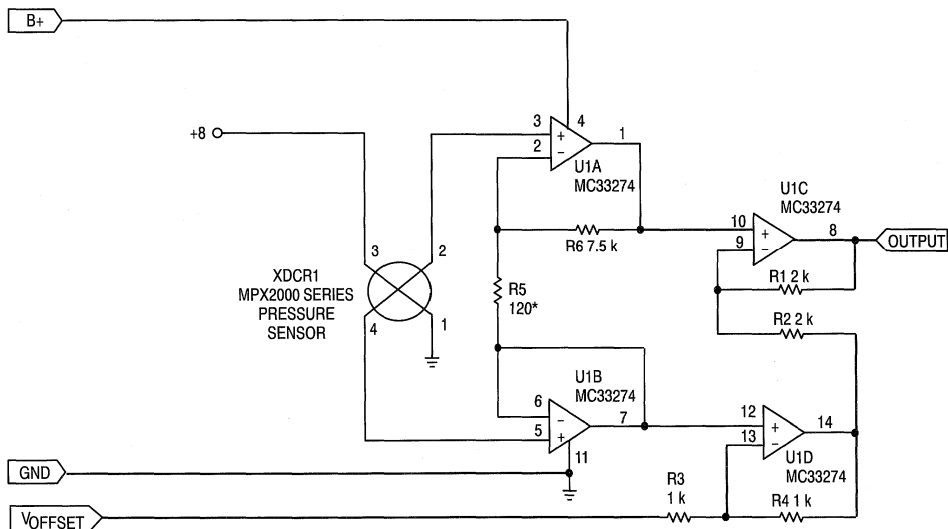 B+
+8
3
4
1
2
U1A
MC33274
U1C
MC33274
10
8
9
OUTPUT
R6 7.5 k
R1 2 k
3
2
XDCR1
MPX2000 SERIES
PRESSURE
SENSOR
R5
120*
R2 2 k
4
1
U1B
MC33274
6
7
5
12
14
13
11
U1D
MC33274
GND
R3
1 k
R4 1 k
VOFFSET